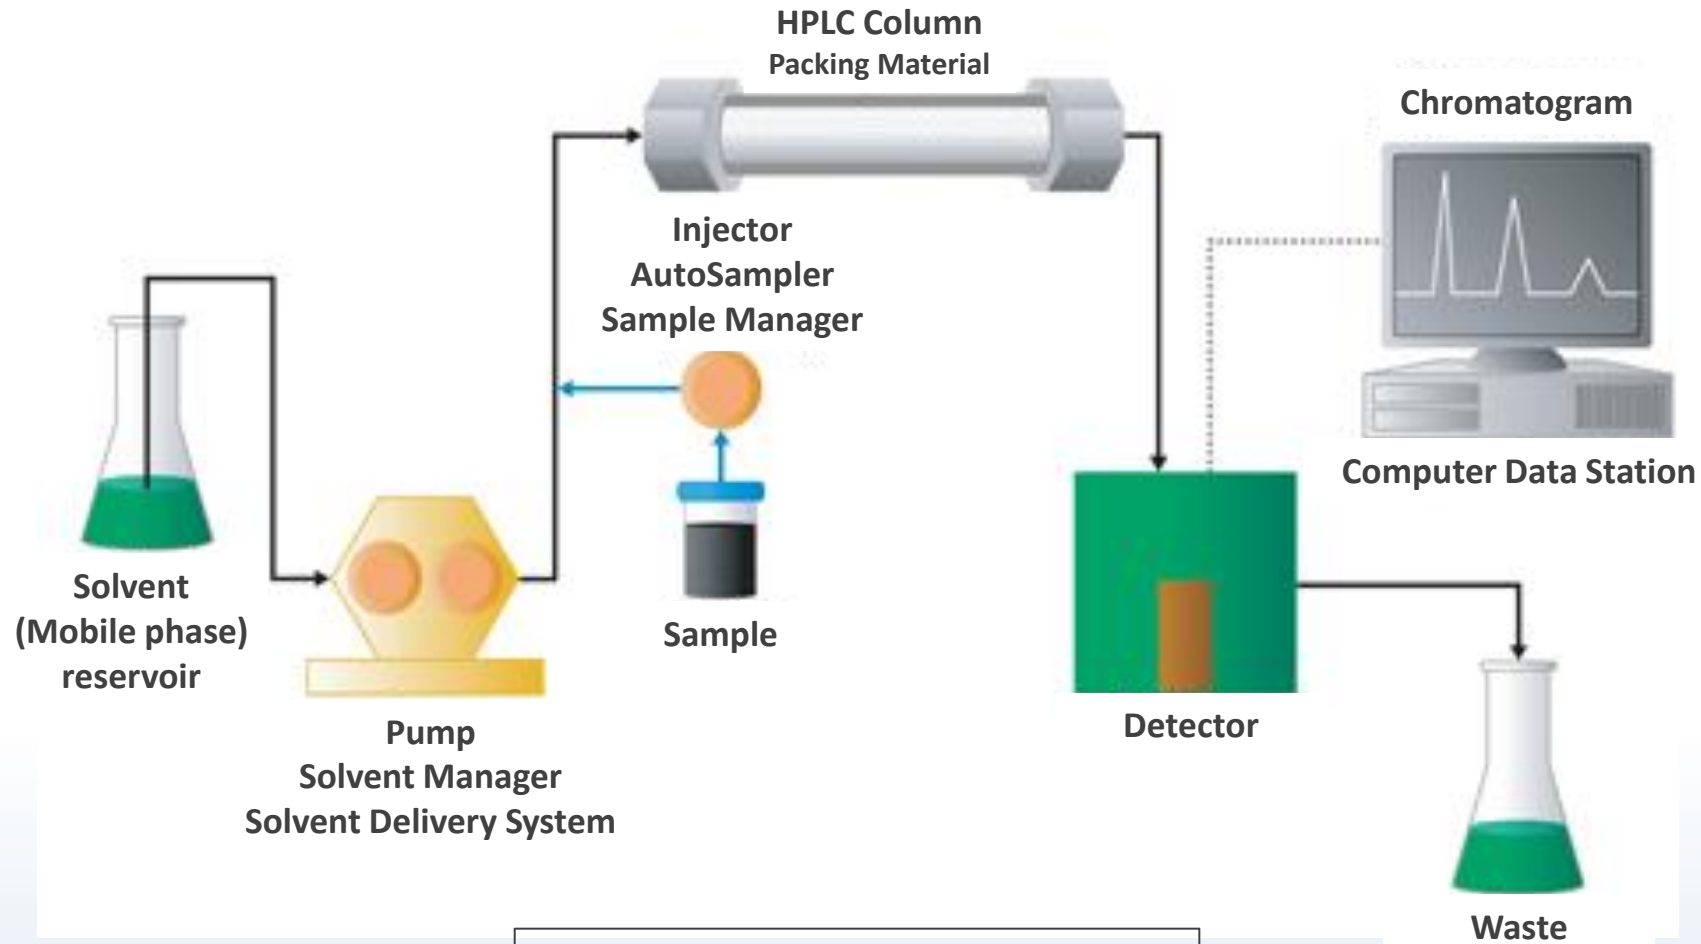 HPLC Column
Packing Material
Chromatogram
Injector
AutoSampler
Sample Manager
Computer Data Station
Solvent
(Mobile phase)
reservoir
Sample
Pump
Solvent Manager
Solvent Delivery System
Detector
Waste